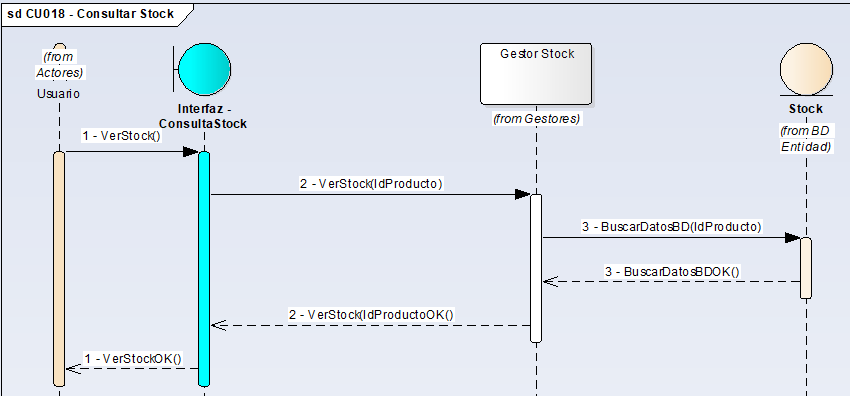 sd CU018 - Consultar Stock
(from
Actores)
Usuario
Interfaz -
ConsultaStock
Gestor Stock
(from Gestores)
Stock
(from BD
Entidad)
1 - VerStock()
2 - VerStock(IdProducto)
3 - BuscarDatosBD(IdProducto)
3 - BuscarDatosBDOK()
2 - VerStock(IdProductoOK()
1 - VerStockOK()